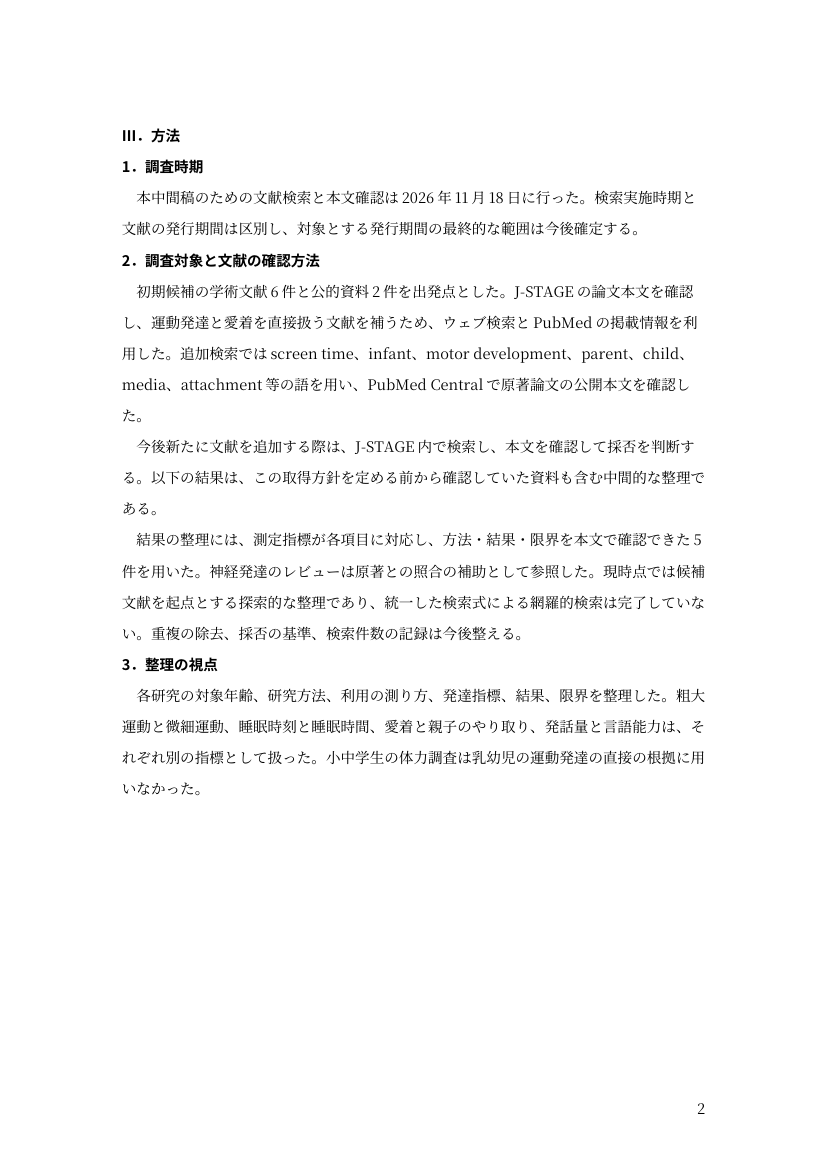 III．方法
1．調査時期
　本中間稿のための文献検索と本文確認は 2026 年 11 月 18 日に行った。検索実施時期と
文献の発行期間は区別し、対象とする発行期間の最終的な範囲は今後確定する。
2．調査対象と文献の確認方法
　初期候補の学術文献 6 件と公的資料 2 件を出発点とした。J-STAGE の論文本文を確認
し、運動発達と愛着を直接扱う文献を補うため、ウェブ検索と PubMed の掲載情報を利
用した。追加検索では screen time、infant、motor development、parent、child、
media、attachment 等の語を用い、PubMed Central で原著論文の公開本文を確認し
た。
　今後新たに文献を追加する際は、J-STAGE 内で検索し、本文を確認して採否を判断す
る。以下の結果は、この取得方針を定める前から確認していた資料も含む中間的な整理で
ある。
　結果の整理には、測定指標が各項目に対応し、方法・結果・限界を本文で確認できた 5
件を用いた。神経発達のレビューは原著との照合の補助として参照した。現時点では候補
文献を起点とする探索的な整理であり、統一した検索式による網羅的検索は完了していな
い。重複の除去、採否の基準、検索件数の記録は今後整える。
3．整理の視点
　各研究の対象年齢、研究方法、利用の測り方、発達指標、結果、限界を整理した。粗大
運動と微細運動、睡眠時刻と睡眠時間、愛着と親子のやり取り、発話量と言語能力は、そ
れぞれ別の指標として扱った。小中学生の体力調査は乳幼児の運動発達の直接の根拠に用
いなかった。
2